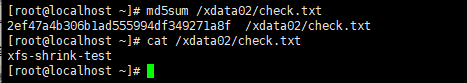 [root@localhost ~]# md5sum /xdata02/check.txt
2ef47a4b306b1ad555994df349271a8f  /xdata02/check.txt
[root@localhost ~]# cat /xdata02/check.txt
xfs-shrink-test
[root@localhost ~]#